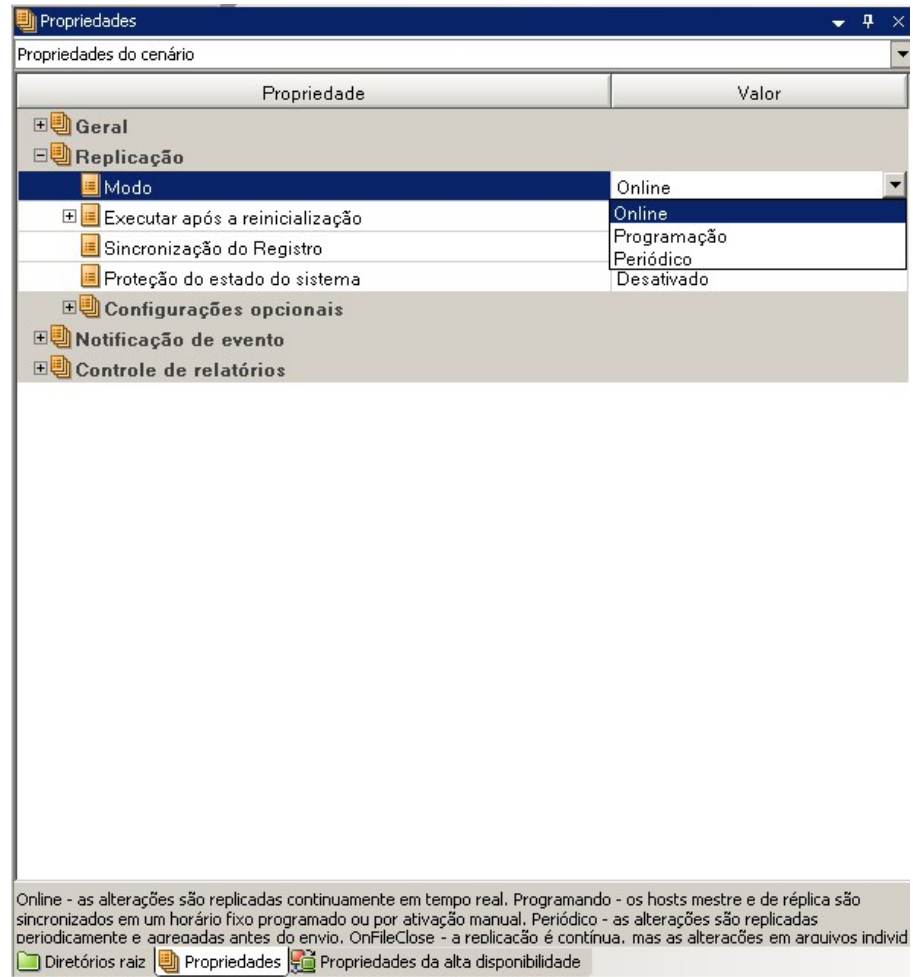 Propriedades
Propriedades do cenário
Propriedade Valor
Geral
Replicação
Modo Online
Executar após a reinicialização Online
Sincronização do Registro Programação
Periódico
Proteção do estado do sistema Desativado
Configurações opcionais
Notificação de evento
Controle de relatórios
Online - as alterações são replicadas continuamente em tempo real. Programando - os hosts mestre e de réplica são
sincronizados em um horário fixo programado ou por ativação manual. Periódico - as alterações são replicadas
periodicamente e agregadas antes do envio. OnFileClose - a replicação é contínua, mas as alterações em arquivos individ
Diretórios raiz Propriedades Propriedades da alta disponibilidade